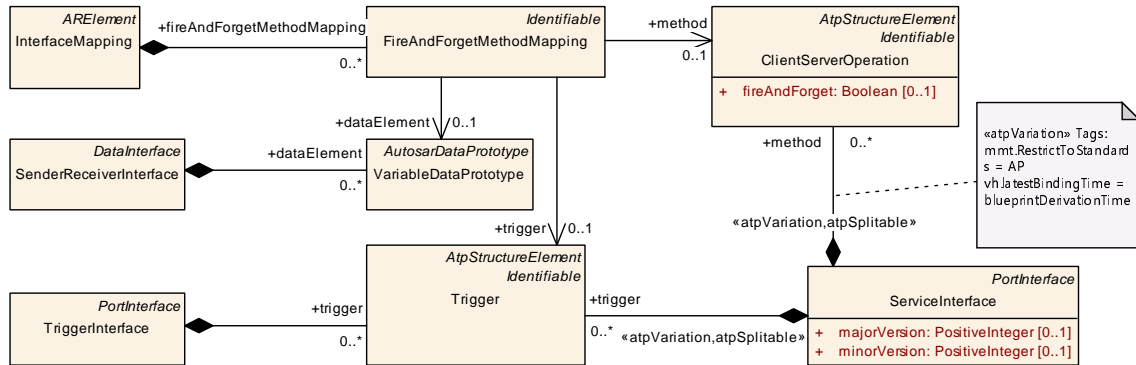 ARElement
InterfaceMapping
+fireAndForgetMethodMapping
0..*
Identifiable
FireAndForgetMethodMapping
+method
0..1
AtpStructureElement
Identifiable
ClientServerOperation
+ fireAndForget: Boolean [0..1]
+dataElement
0..1
+method
0..*
«atpVariation» Tags:
mmt.RestrictToStandard
s = AP
vh.latestBindingTime =
blueprintDerivationTime
DataInterface
SenderReceiverInterface
+dataElement
0..*
AutosarDataPrototype
VariableDataPrototype
«atpVariation,atpSplitable»
+trigger
0..1
AtpStructureElement
Identifiable
Trigger
PortInterface
TriggerInterface
+trigger
0..*
+trigger
0..*
«atpVariation,atpSplitable»
PortInterface
ServiceInterface
+ majorVersion: PositiveInteger [0..1]
+ minorVersion: PositiveInteger [0..1]